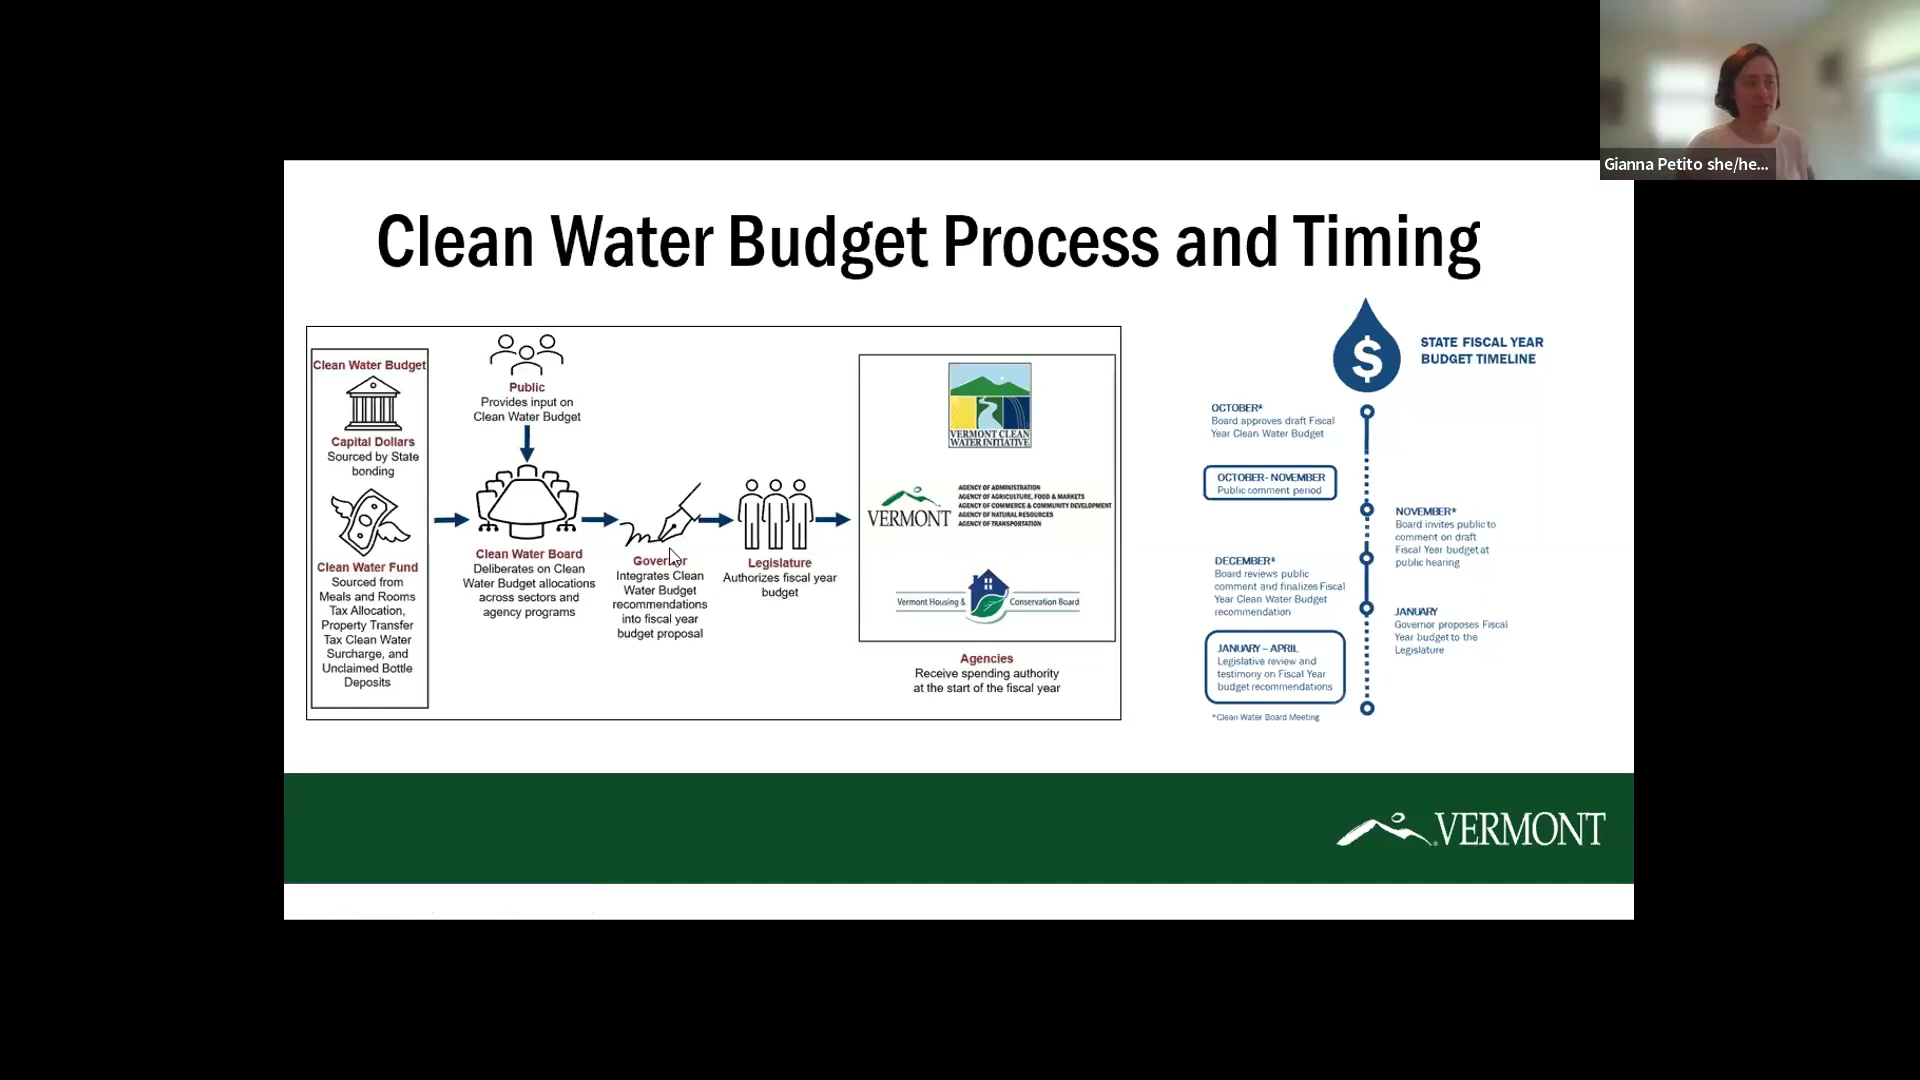 Gianna Petito she/he...
Clean Water Budget Process and Timing
Clean Water Budget
Capital Dollars
Sourced by State
bonding
Clean Water Fund
Sourced from
Meals and Rooms
Tax Allocation,
Property Transfer
Tax Clean Water
Surcharge, and
Unclaimed Bottle
Deposits
Public
Provides input on
Clean Water Budget
Clean Water Board
Deliberates on Clean
Water Budget allocations
across sectors and
agency programs
Governor
Integrates Clean
Water Budget
recommendations
into fiscal year
budget proposal
Legislature
Authorizes fiscal year
budget
VERMONT CLEAN
WATER INITIATIVE
VERMONT
AGENCY OF ADMINISTRATION
AGENCY OF AGRICULTURE, FOOD & MARKETS
AGENCY OF COMMERCE & COMMUNITY DEVELOPMENT
AGENCY OF NATURAL RESOURCES
AGENCY OF TRANSPORTATION
Vermont Housing & Conservation Board
Agencies
Receive spending authority
at the start of the fiscal year
$
STATE FISCAL YEAR
BUDGET TIMELINE
OCTOBER*
Board approves draft Fiscal
Year Clean Water Budget
OCTOBER- NOVEMBER
Public comment period
NOVEMBER*
Board invites public to
comment on draft
Fiscal Year budget at
public hearing
DECEMBER*
Board reviews public
comment and finalizes Fiscal
Year Clean Water Budget
recommendation
JANUARY
Governor proposes Fiscal
Year budget to the
Legislature
JANUARY – APRIL
Legislative review and
testimony on Fiscal Year
budget recommendations
*Clean Water Board Meeting
VERMONT